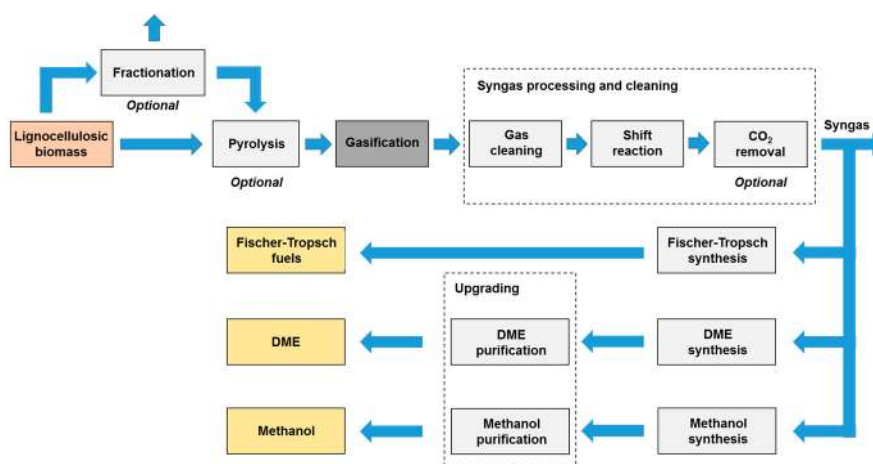 Fractionation
Optional
Syngas processing and cleaning
Lignocellulosic
biomass
Pyrolysis
Optional
Gasification
Gas
cleaning
Shift
reaction
CO₂
removal
Optional
Syngas
Fischer-Tropsch
fuels
Fischer-Tropsch
synthesis
Upgrading
DME
DME
purification
DME
synthesis
Methanol
Methanol
purification
Methanol
synthesis